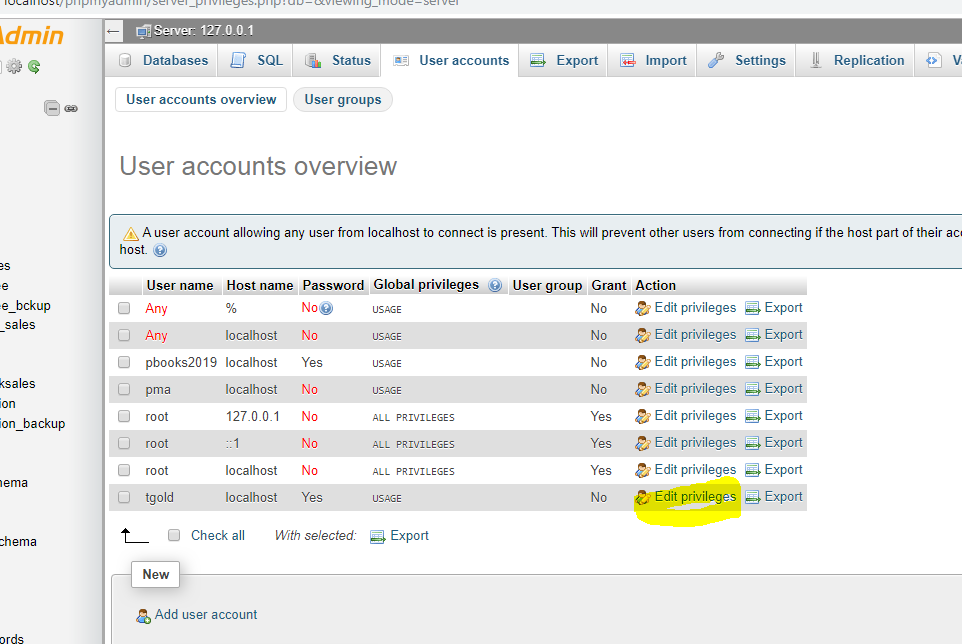 localhost/phpmyadmin/server_privileges.php?db=&viewing_mode=server
Admin
Server: 127.0.0.1
Databases SQL Status User accounts Export Import Settings Replication V
User accounts overview User groups
User accounts overview
A user account allowing any user from localhost to connect is present. This will prevent other users from connecting if the host part of their acc
host.
User name Host name Password Global privileges User group Grant Action
Any % No USAGE No Edit privileges Export
Any localhost No USAGE No Edit privileges Export
pbooks2019 localhost Yes USAGE No Edit privileges Export
pma localhost No USAGE No Edit privileges Export
root 127.0.0.1 No ALL PRIVILEGES Yes Edit privileges Export
root ::1 No ALL PRIVILEGES Yes Edit privileges Export
root localhost No ALL PRIVILEGES Yes Edit privileges Export
tgold localhost Yes USAGE No Edit privileges Export
Check all With selected: Export
New
Add user account
es
ee
ee_bckup
_sales
ksales
ion
ion_backup
nema
chema
ords